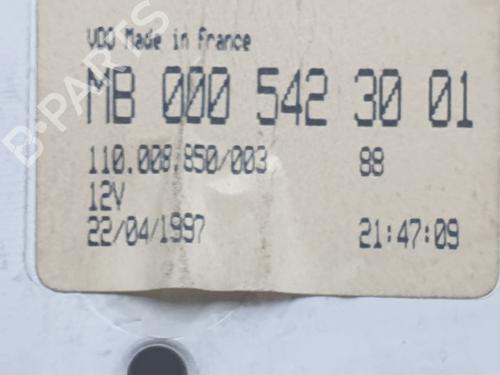 VDO Made in France
MB 000 542 30 01
110.008.850/003 88
12V
22/04/1997 21:47:09
B-PARTS